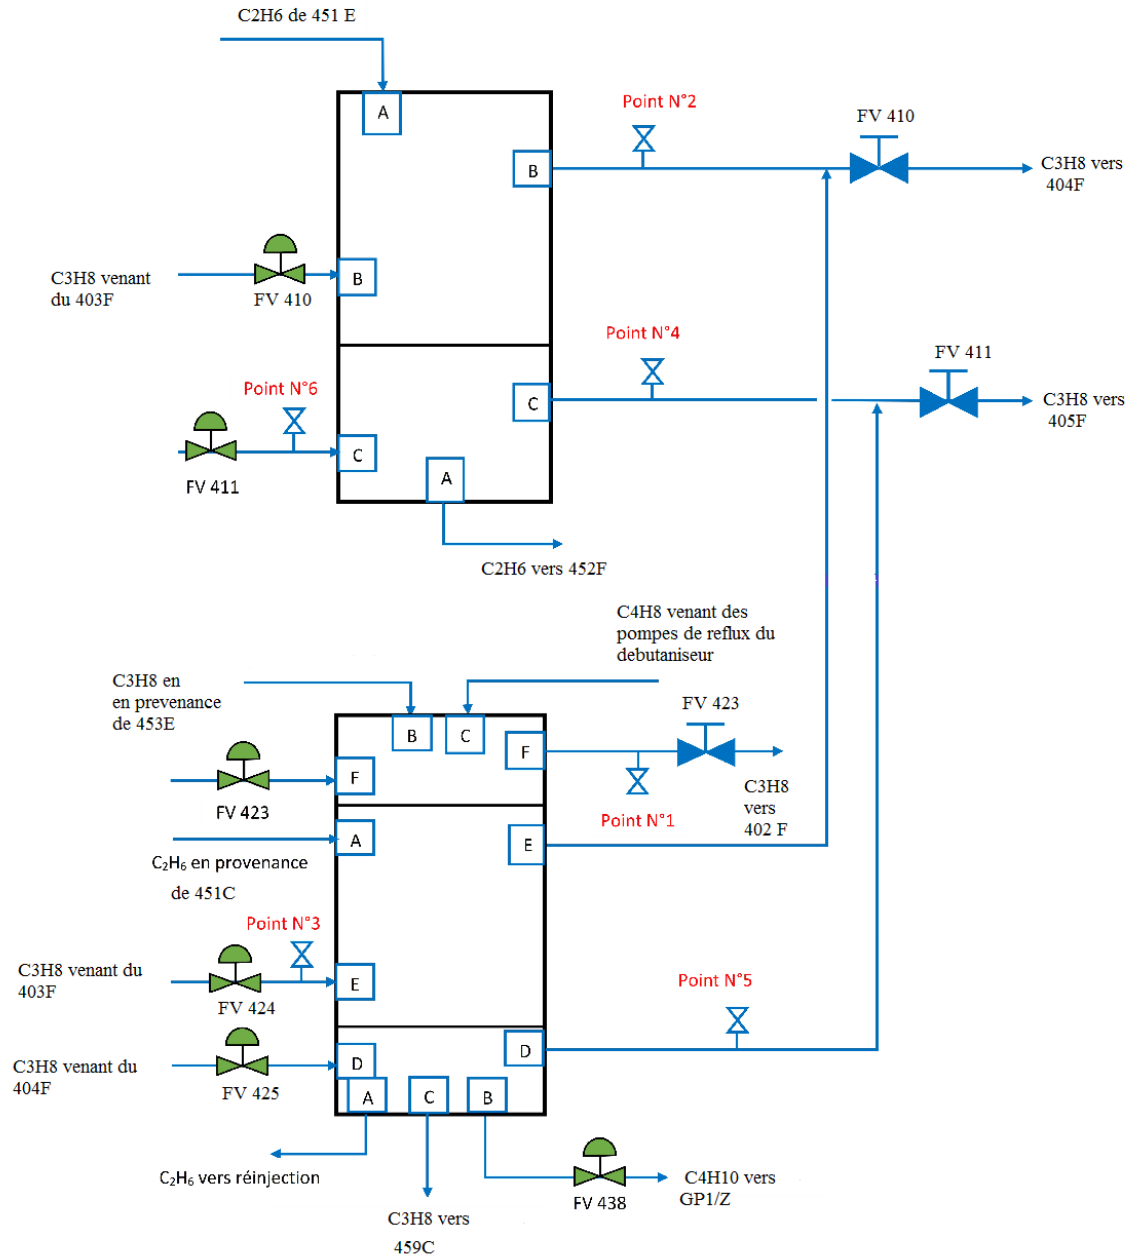 C2H6 de 451 E
A
Point N°2
FV 410
B
C3H8 vers
404F
C3H8 venant
du 403F
FV 410
B
Point N°4
FV 411
Point N°6
C
C3H8 vers
405F
FV 411
C
A
C2H6 vers 452F
C4H8 venant des
pompes de reflux du
debutaniseur
C3H8 en
en prevenance
de 453E
FV 423
B
C
F
F
FV 423
Point N°1
C3H8
vers
402 F
A
E
C₂H₆ en provenance
de 451C
Point N°3
C3H8 venant du
403F
FV 424
E
Point N°5
D
C3H8 venant du
404F
FV 425
D
A
C
B
C₂H₆ vers réinjection
FV 438
C4H10 vers
GP1/Z
C3H8 vers
459C